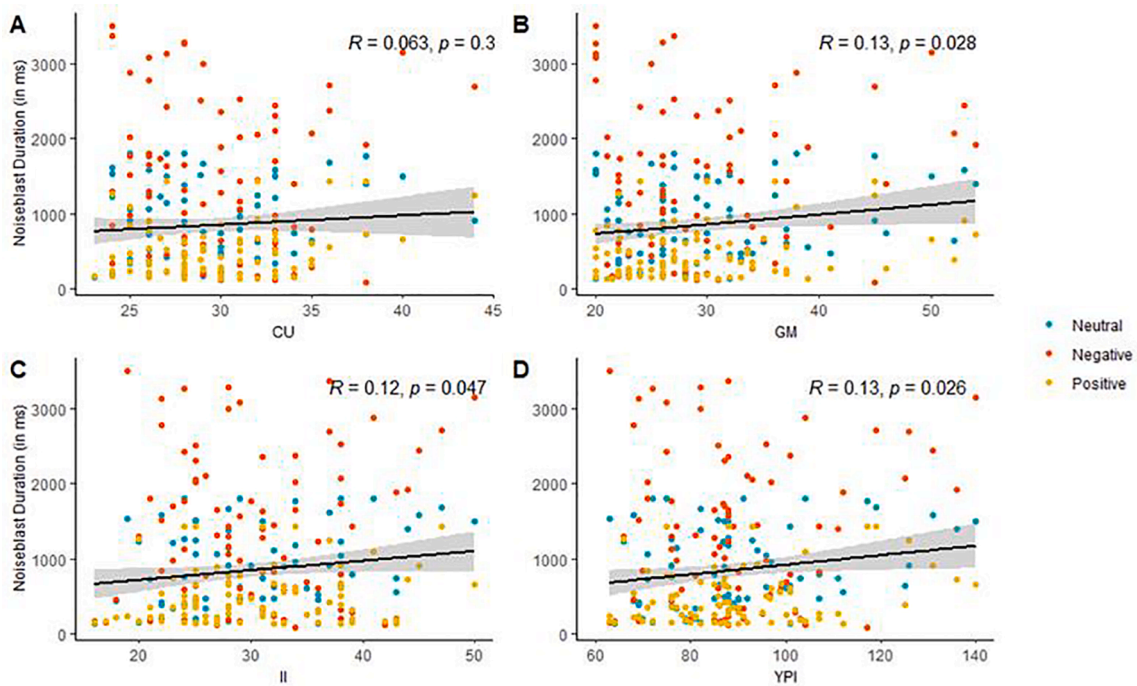 A
R = 0.063, p = 0.3
Noiseblast Duration (in ms)
3000
2000
1000
0
25
30
35
40
45
CU
B
R = 0.13, p = 0.028
3000
2000
1000
0
20
30
40
50
GM
Neutral
Negative
Positive
C
R = 0.12, p = 0.047
Noiseblast Duration (in ms)
3000
2000
1000
0
20
30
40
50
II
D
R = 0.13, p = 0.026
3000
2000
1000
0
60
80
100
120
140
YPI